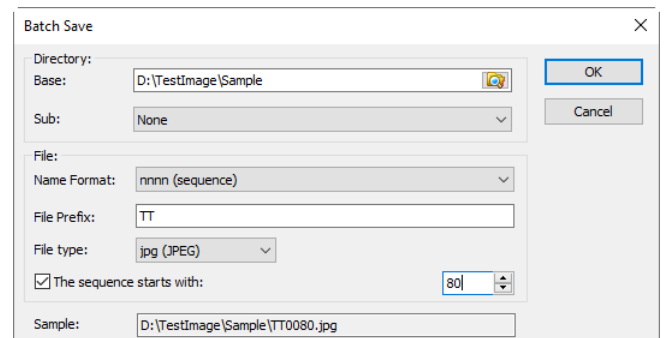 Batch Save
Directory:
Base: D:\TestImage\Sample
OK
Sub: None
Cancel
File:
Name Format: nnnn (sequence)
File Prefix: TT
File type: jpg (JPEG)
The sequence starts with: 80
Sample: D:\TestImage\Sample\TT0080.jpg